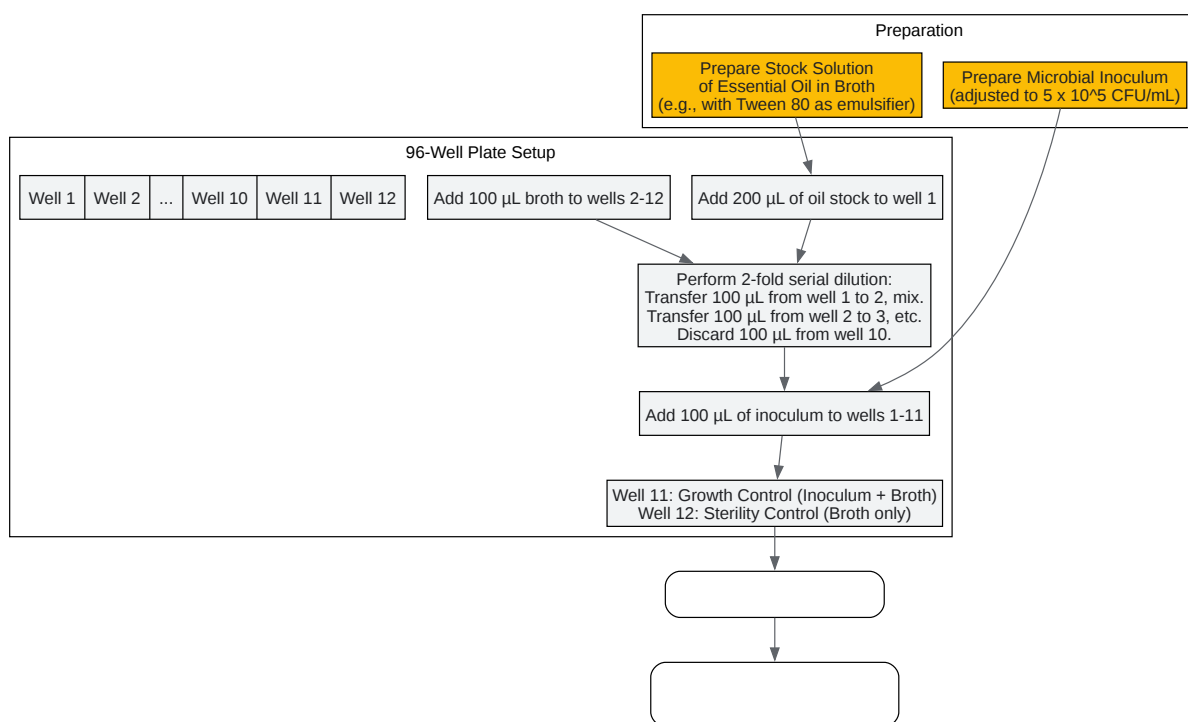 Preparation
Prepare Stock Solution
of Essential Oil in Broth
(e.g., with Tween 80 as emulsifier)
Prepare Microbial Inoculum
(adjusted to 5 x 10^5 CFU/mL)
96-Well Plate Setup
Well 1
Well 2
...
Well 10
Well 11
Well 12
Add 100 µL broth to wells 2-12
Add 200 µL of oil stock to well 1
Perform 2-fold serial dilution:
Transfer 100 µL from well 1 to 2, mix.
Transfer 100 µL from well 2 to 3, etc.
Discard 100 µL from well 10.
Add 100 µL of inoculum to wells 1-11
Well 11: Growth Control (Inoculum + Broth)
Well 12: Sterility Control (Broth only)